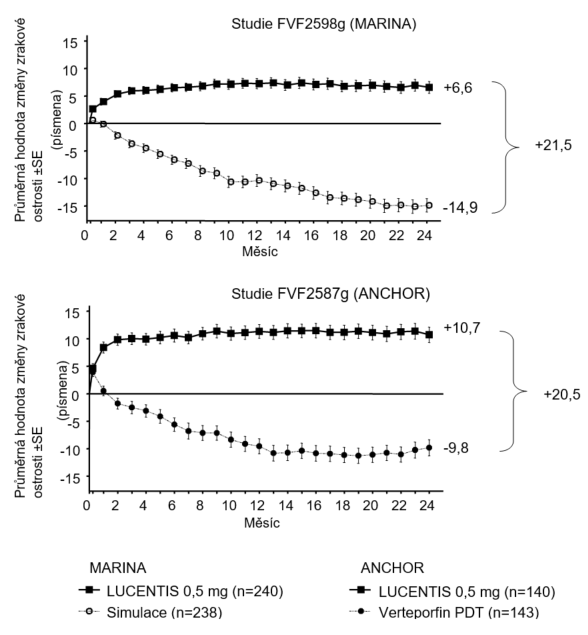 Studie FVF2598g (MARINA)
Průměrná hodnota změny zrakové
ostrosti ±SE
(písmena)
15
10
5
0
-5
-10
-15
+6,6
-14,9
+21,5
0 2 4 6 8 10 12 14 16 18 20 22 24
Měsíc
Studie FVF2587g (ANCHOR)
Průměrná hodnota změny zrakové
ostrosti ±SE
(písmena)
15
10
5
0
-5
-10
-15
+10,7
-9,8
+20,5
0 2 4 6 8 10 12 14 16 18 20 22 24
Měsíc
MARINA
LUCENTIS 0,5 mg (n=240)
Simulace (n=238)
ANCHOR
LUCENTIS 0,5 mg (n=140)
Verteporfin PDT (n=143)